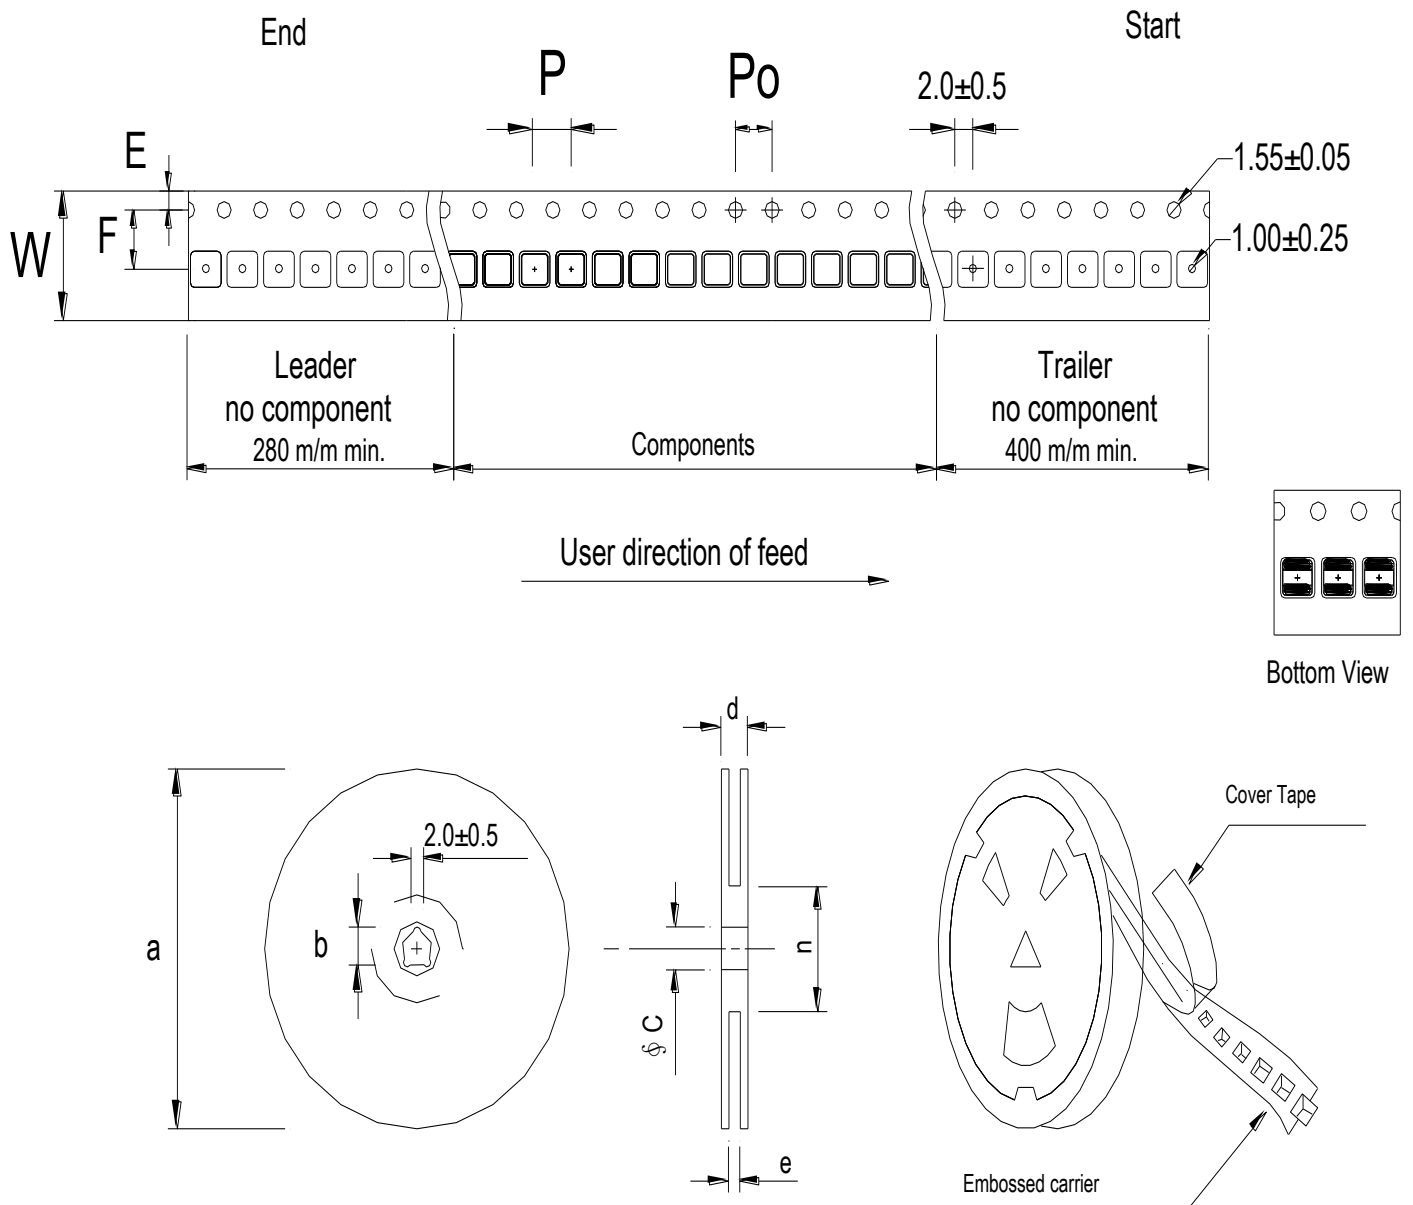 End
Start
P
Po
2.0±0.5
E
1.55±0.05
F
W
1.00±0.25
Leader
no component
280 m/m min.
Components
Trailer
no component
400 m/m min.
User direction of feed
Bottom View
d
Cover Tape
2.0±0.5
a
b
n
C
e
Embossed carrier